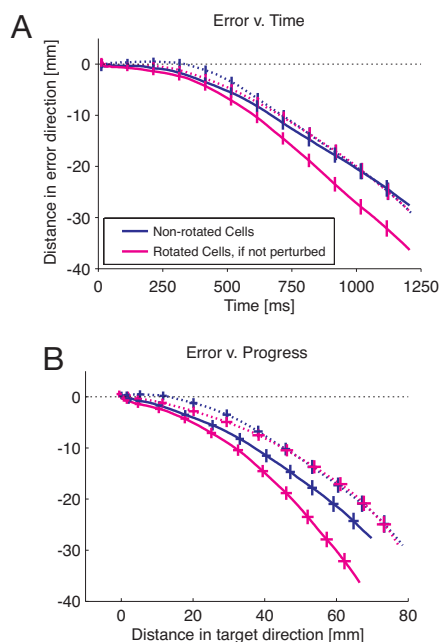 A
Error v. Time
Distance in error direction [mm]
0
-10
-20
-30
-40
Non-rotated Cells
Rotated Cells, if not perturbed
0 250 500 750 1000 1250
Time [ms]
B
Error v. Progress
0
-10
-20
-30
-40
0 20 40 60 80
Distance in target direction [mm]